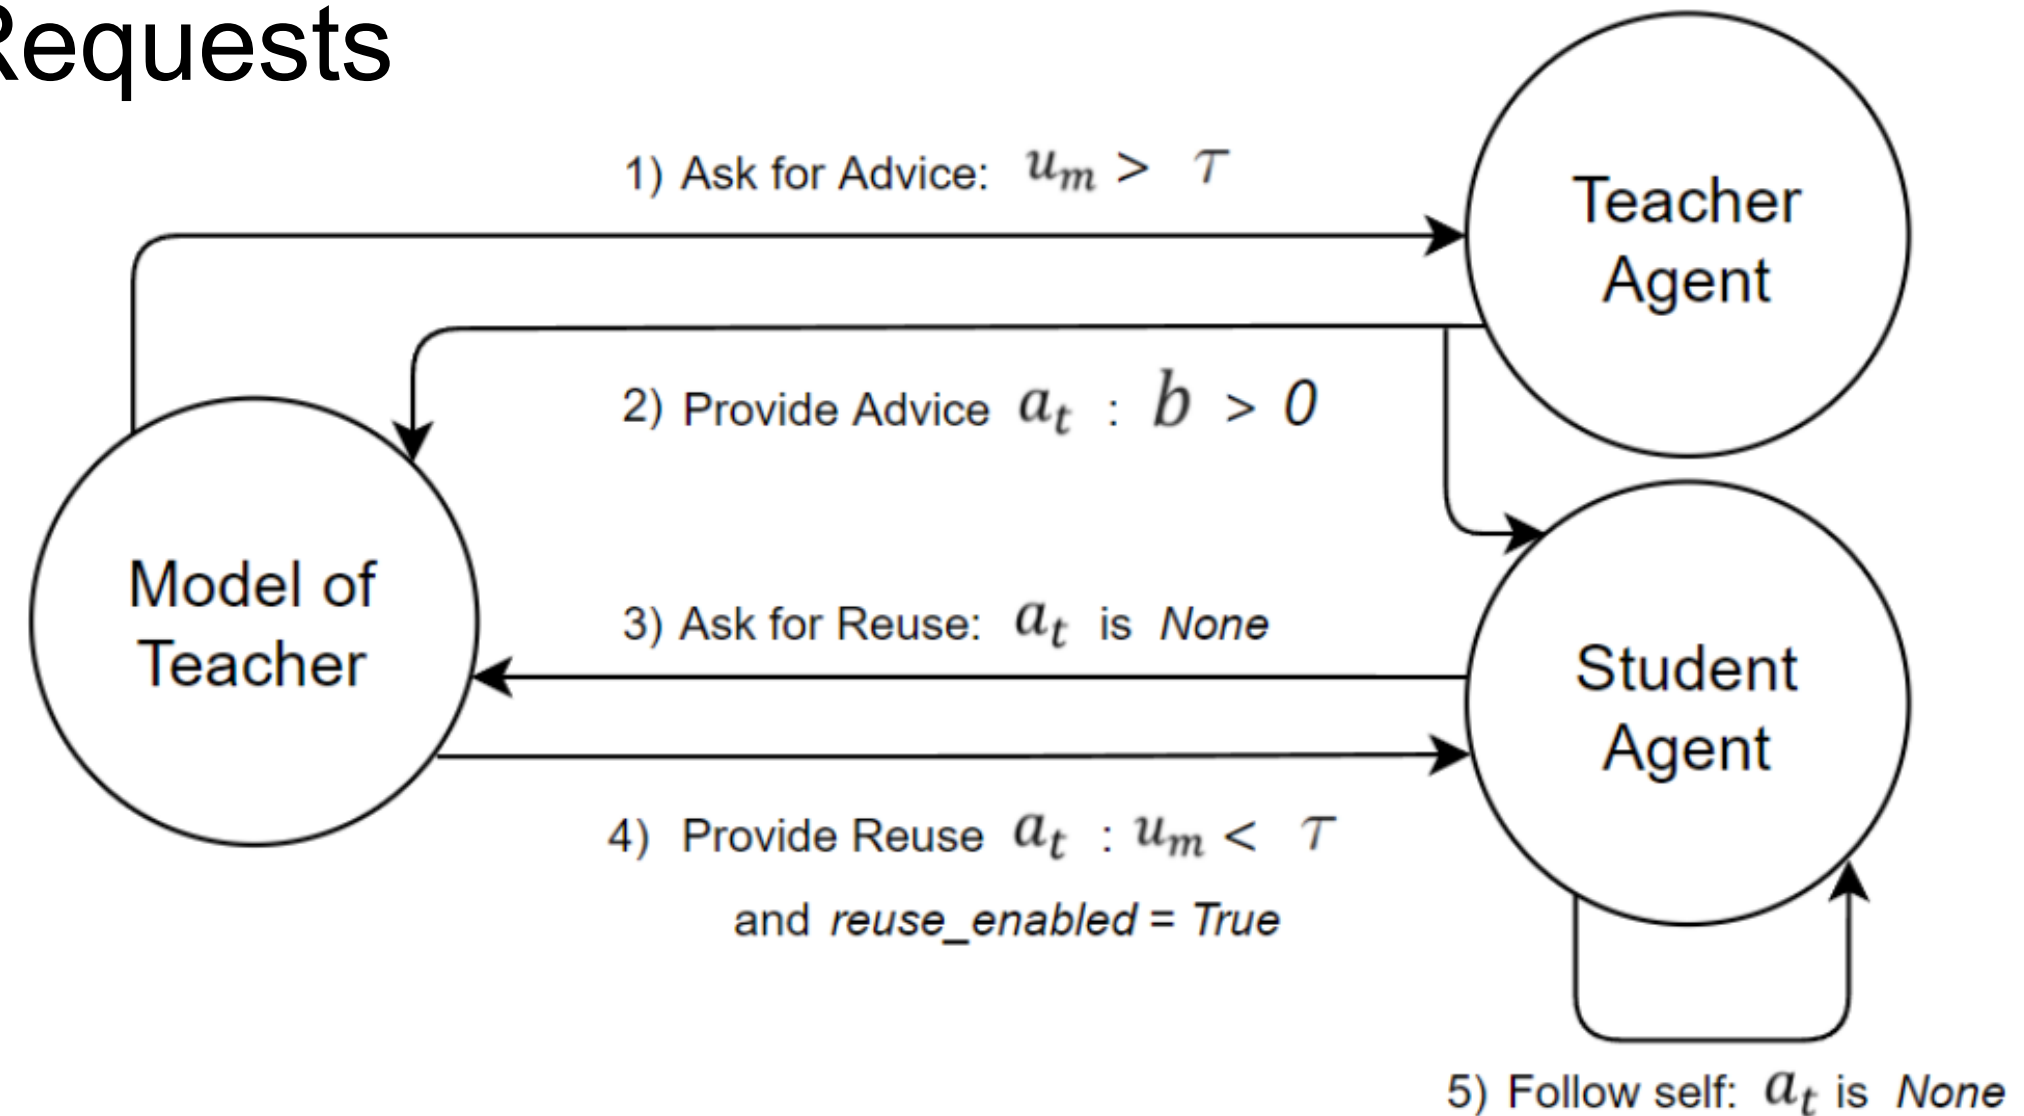 Requests
1) Ask for Advice: u_m > τ
Teacher
Agent
2) Provide Advice a_t : b > 0
Model of
Teacher
3) Ask for Reuse: a_t is None
Student
Agent
4) Provide Reuse a_t : u_m < τ
and reuse_enabled = True
5) Follow self: a_t is None